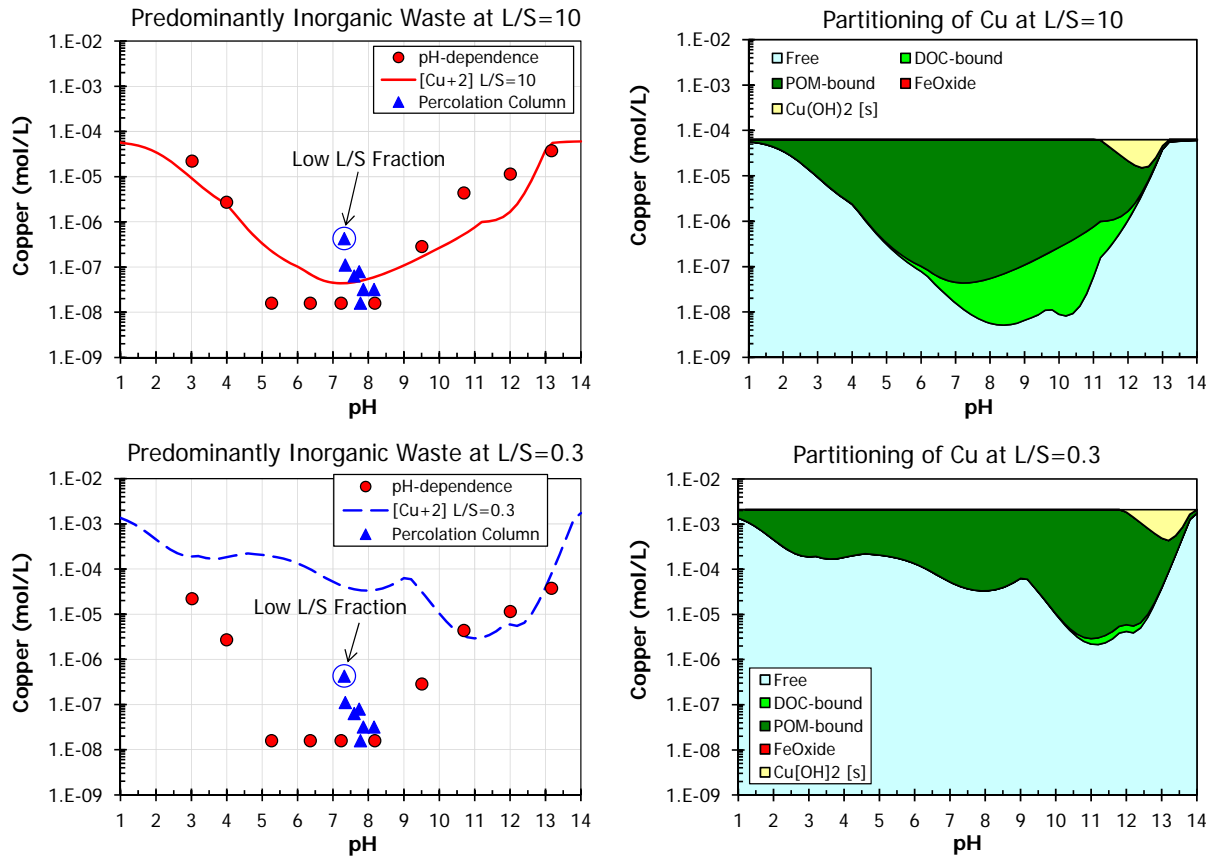 Predominantly Inorganic Waste at L/S=10
1.E-02
1.E-03
1.E-04
1.E-05
1.E-06
1.E-07
1.E-08
1.E-09
Copper (mol/L)
pH-dependence
[Cu+2] L/S=10
Percolation Column
Low L/S Fraction
1 2 3 4 5 6 7 8 9 10 11 12 13 14
pH
Partitioning of Cu at L/S=10
1.E-02
1.E-03
1.E-04
1.E-05
1.E-06
1.E-07
1.E-08
1.E-09
Copper (mol/L)
Free DOC-bound
POM-bound FeOxide
Cu(OH)2 [s]
1 2 3 4 5 6 7 8 9 10 11 12 13 14
pH
Predominantly Inorganic Waste at L/S=0.3
1.E-02
1.E-03
1.E-04
1.E-05
1.E-06
1.E-07
1.E-08
1.E-09
Copper (mol/L)
pH-dependence
[Cu+2] L/S=0.3
Percolation Column
Low L/S Fraction
1 2 3 4 5 6 7 8 9 10 11 12 13 14
pH
Partitioning of Cu at L/S=0.3
1.E-02
1.E-03
1.E-04
1.E-05
1.E-06
1.E-07
1.E-08
1.E-09
Copper (mol/L)
Free
DOC-bound
POM-bound
FeOxide
Cu[OH]2 [s]
1 2 3 4 5 6 7 8 9 10 11 12 13 14
pH